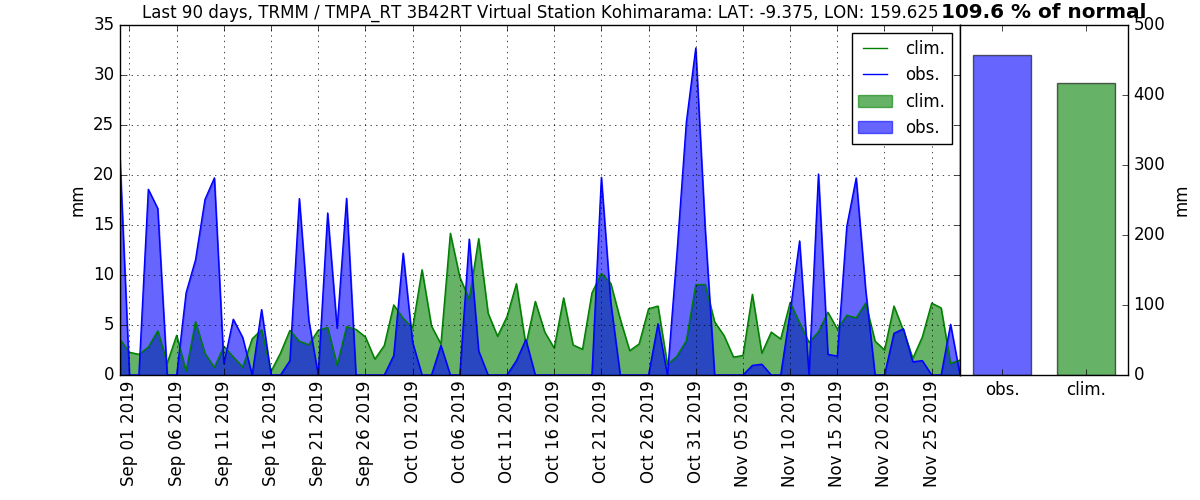 Last 90 days, TRMM / TMPA_RT 3B42RT Virtual Station Kohimarama: LAT: -9.375, LON: 159.625
109.6 % of normal
35
30
25
20
15
10
5
0
mm
clim.
obs.
clim.
obs.
Sep 01 2019
Sep 06 2019
Sep 11 2019
Sep 16 2019
Sep 21 2019
Sep 26 2019
Oct 01 2019
Oct 06 2019
Oct 11 2019
Oct 16 2019
Oct 21 2019
Oct 26 2019
Oct 31 2019
Nov 05 2019
Nov 10 2019
Nov 15 2019
Nov 20 2019
Nov 25 2019
500
400
300
200
100
0
mm
obs.
clim.